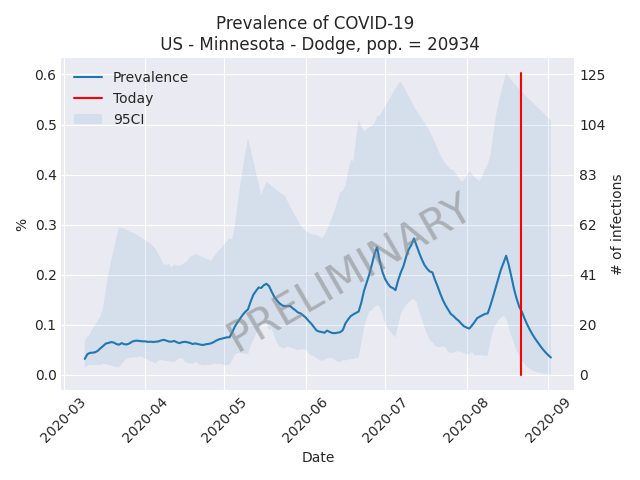 Prevalence of COVID-19
US - Minnesota - Dodge, pop. = 20934
Prevalence
Today
95CI
PRELIMINARY
%
0.6
0.5
0.4
0.3
0.2
0.1
0.0
125
104
83
62
41
20
0
# of infections
2020-03
2020-04
2020-05
2020-06
2020-07
2020-08
2020-09
Date